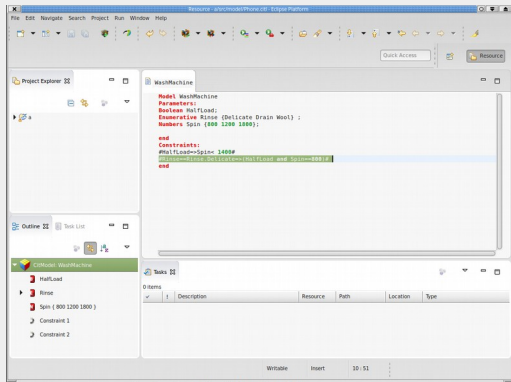 Resource - a/src/model/Phone.citl - Eclipse Platform
File Edit Navigate Search Project Run Window Help
Quick Access
Resource
Project Explorer
a
WashMachine
Model WashMachine
Parameters:
Boolean HalfLoad;
Enumerative Rinse {Delicate Drain Wool} ;
Numbers Spin {800 1200 1800};
end
Constraints:
#HalfLoad=>Spin< 1400#
#Rinse==Rinse.Delicate=>(HalfLoad and Spin==800)#
end
Outline Task List
CitModel: WashMachine
HalfLoad
Rinse
Spin { 800 1200 1800 }
Constraint 1
Constraint 2
Tasks
0 items
! Description Resource Path Location Type
Writable Insert 10 : 51